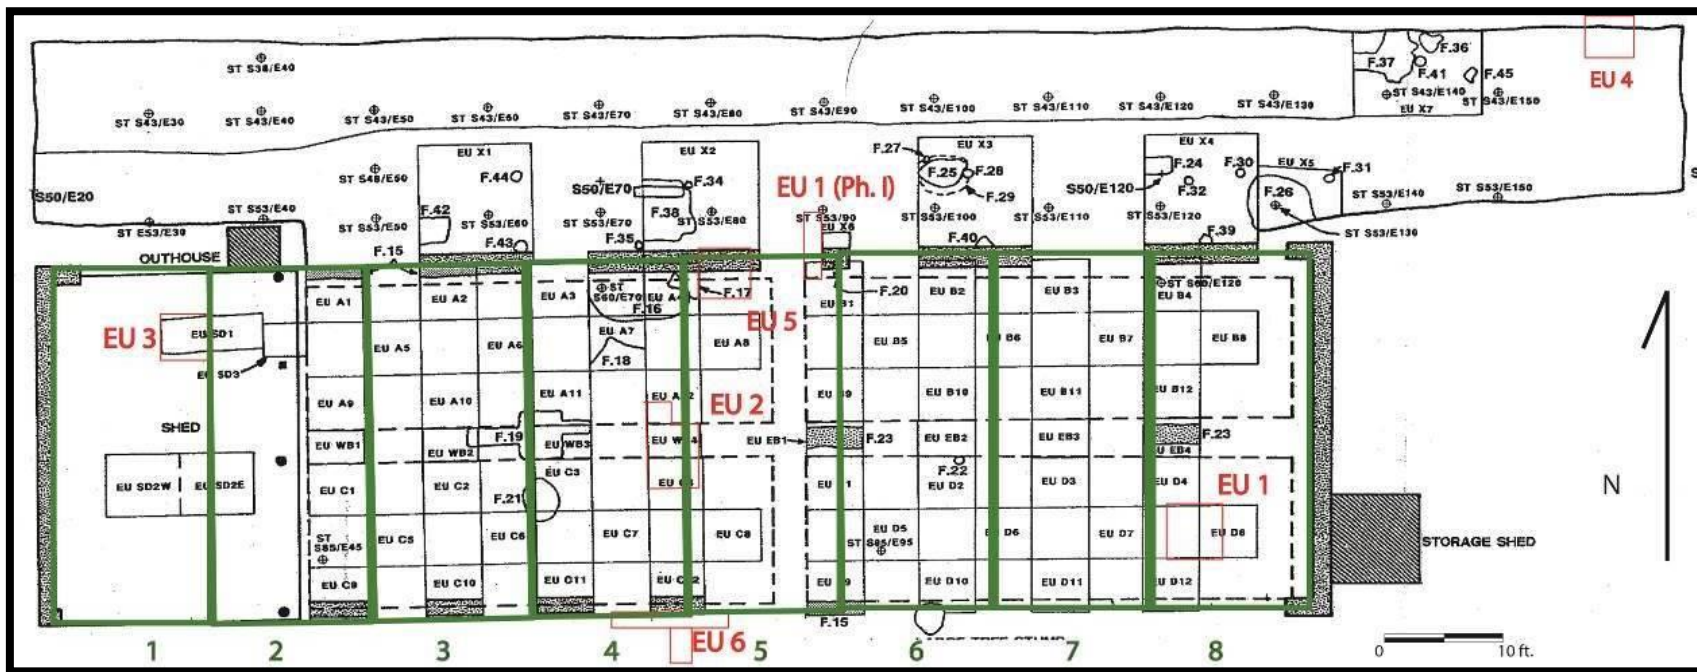 ST S38/E40
F.36
F.37
F.41
F.45
EU 4
ST S43/E30
ST S43/E40
ST S43/E50
ST S43/E60
ST S43/E70
ST S43/E80
ST S43/E90
ST S43/E100
ST S43/E110
ST S43/E120
ST S43/E130
ST S43/E140
ST S43/E150
EU X7
EU X1
EU X2
EU X3
EU X4
EU X5
F.27
F.28
F.25
F.29
F.24
F.30
F.31
F.32
F.26
F.44
F.34
S50/E70
S50/E120
EU 1 (Ph. I)
S50/E20
ST S48/E50
F.42
F.38
ST S53/E40
ST E53/E30
ST S53/E50
ST S53/E60
ST S53/E70
ST S53/E80
ST S53/90
ST S53/E100
ST S53/E110
ST S53/E120
ST S53/E140
ST S53/E150
ST S53/E130
EU X6
F.43
F.35
F.40
F.39
OUTHOUSE
F.15
EU A1
EU A2
EU A3
ST
S60/E70
EU A4
F.17
F.16
F.20
EU B1
EU B2
EU B3
ST S60/E120
EU B4
EU 3
EU SD1
EU 5
EU A5
EU A6
EU A7
EU A8
EU B5
EU B6
EU B7
EU B8
F.18
EU SD3
EU A9
EU A10
EU A11
EU 2
EU B10
EU B11
EU B12
SHED
F.19
EU WB1
EU WB2
EU WB3
EU EB1
F.23
EU EB2
EU EB3
F.23
EU EB4
F.22
EU SD2W
EU SD2E
EU C1
EU C2
EU C3
F.21
EU D2
EU D3
EU D4
EU 1
N
ST
S85/E45
EU C5
EU C6
EU C7
EU C8
EU D5
ST S85/E95
EU D6
EU D7
EU D8
STORAGE SHED
EU C9
EU C10
EU C11
EU D10
EU D11
EU D12
F.15
EU 6
1
2
3
4
5
6
7
8
0
10 ft.